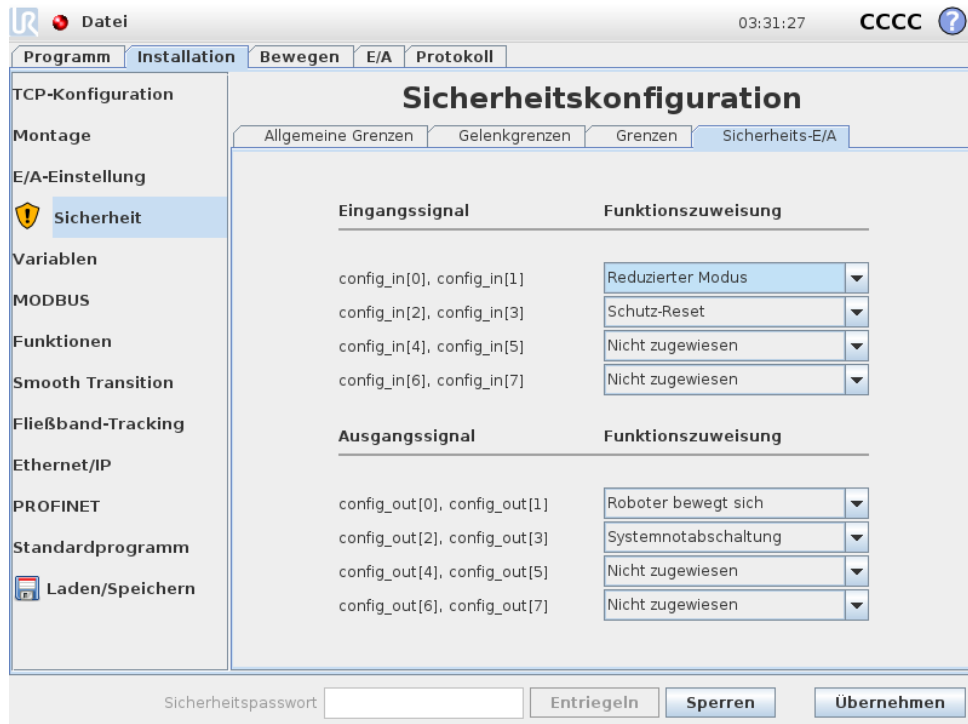 UR Datei 03:31:27 CCCC ?
Programm Installation Bewegen E/A Protokoll
TCP-Konfiguration
Montage
E/A-Einstellung
Sicherheit
Variablen
MODBUS
Funktionen
Smooth Transition
Fließband-Tracking
Ethernet/IP
PROFINET
Standardprogramm
Laden/Speichern
Sicherheitskonfiguration
Allgemeine Grenzen Gelenkgrenzen Grenzen Sicherheits-E/A
Eingangssignal Funktionszuweisung
config_in[0], config_in[1] Reduzierter Modus
config_in[2], config_in[3] Schutz-Reset
config_in[4], config_in[5] Nicht zugewiesen
config_in[6], config_in[7] Nicht zugewiesen
Ausgangssignal Funktionszuweisung
config_out[0], config_out[1] Roboter bewegt sich
config_out[2], config_out[3] Systemnotabschaltung
config_out[4], config_out[5] Nicht zugewiesen
config_out[6], config_out[7] Nicht zugewiesen
Sicherheitspasswort Entriegeln Sperren Übernehmen